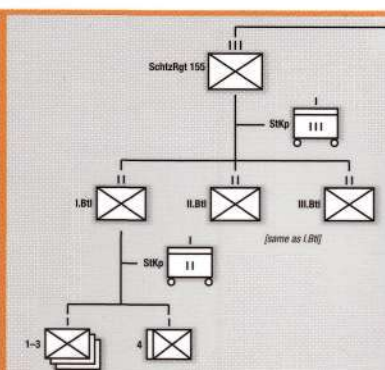 III
SchtzRgt 155
I
StKp
III
II
II
II
I.Btl
II.Btl
III.Btl
[same as I.Btl]
I
StKp
II
I
I
1–3
4